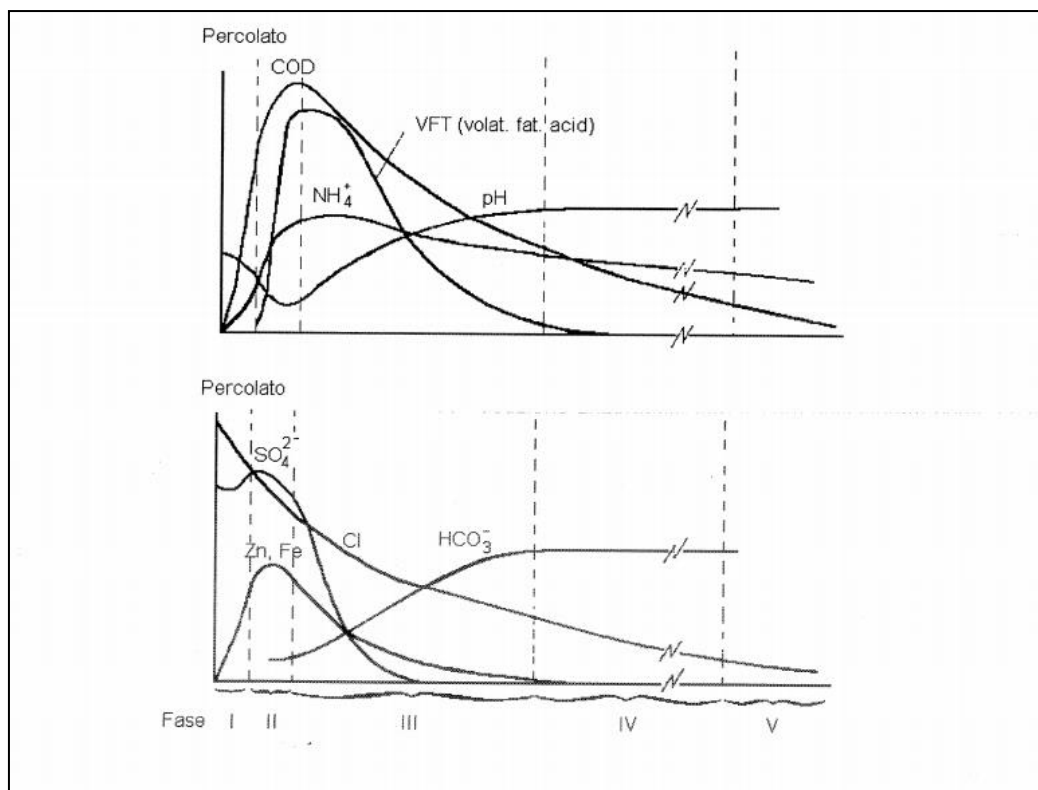 Percolato
COD
VFT (volat. fat. acid)
NH₄⁺
pH
Percolato
SO₄²⁻
Cl
HCO₃⁻
Zn, Fe
Fase I II III IV V